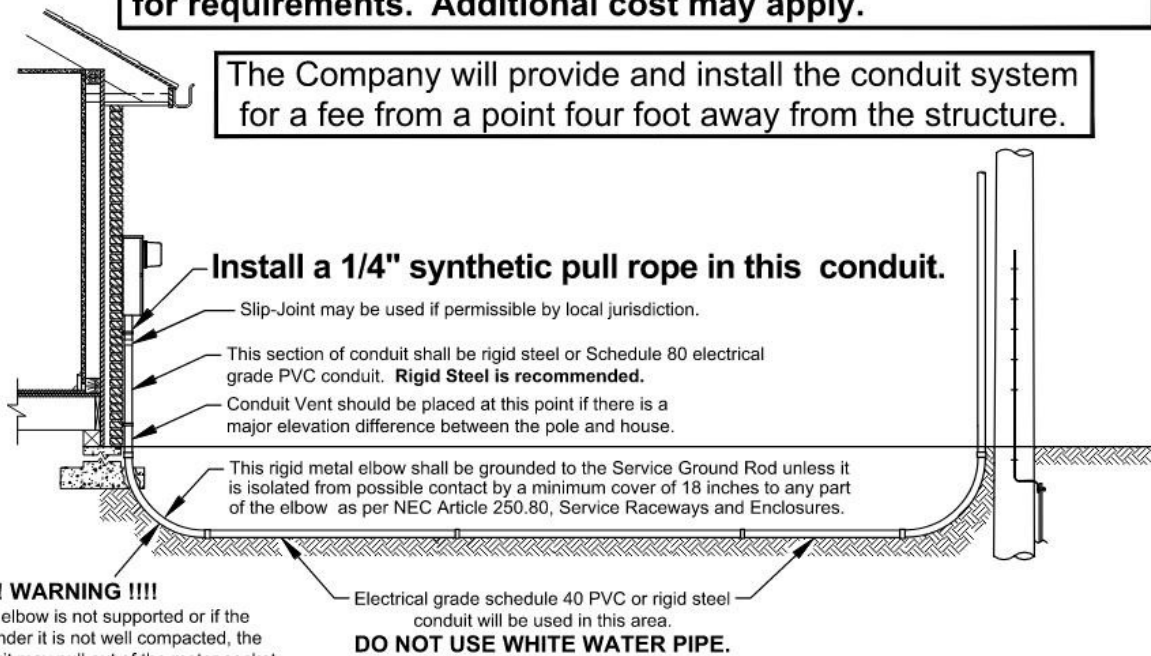 for requirements. Additional cost may apply.
The Company will provide and install the conduit system
for a fee from a point four foot away from the structure.
Install a 1/4" synthetic pull rope in this conduit.
Slip-Joint may be used if permissible by local jurisdiction.
This section of conduit shall be rigid steel or Schedule 80 electrical
grade PVC conduit. Rigid Steel is recommended.
Conduit Vent should be placed at this point if there is a
major elevation difference between the pole and house.
This rigid metal elbow shall be grounded to the Service Ground Rod unless it
is isolated from possible contact by a minimum cover of 18 inches to any part
of the elbow as per NEC Article 250.80, Service Raceways and Enclosures.
! WARNING !!!!
elbow is not supported or if the
nder it is not well compacted, the
it may pull out of the meter socket
Electrical grade schedule 40 PVC or rigid steel
conduit will be used in this area.
DO NOT USE WHITE WATER PIPE.